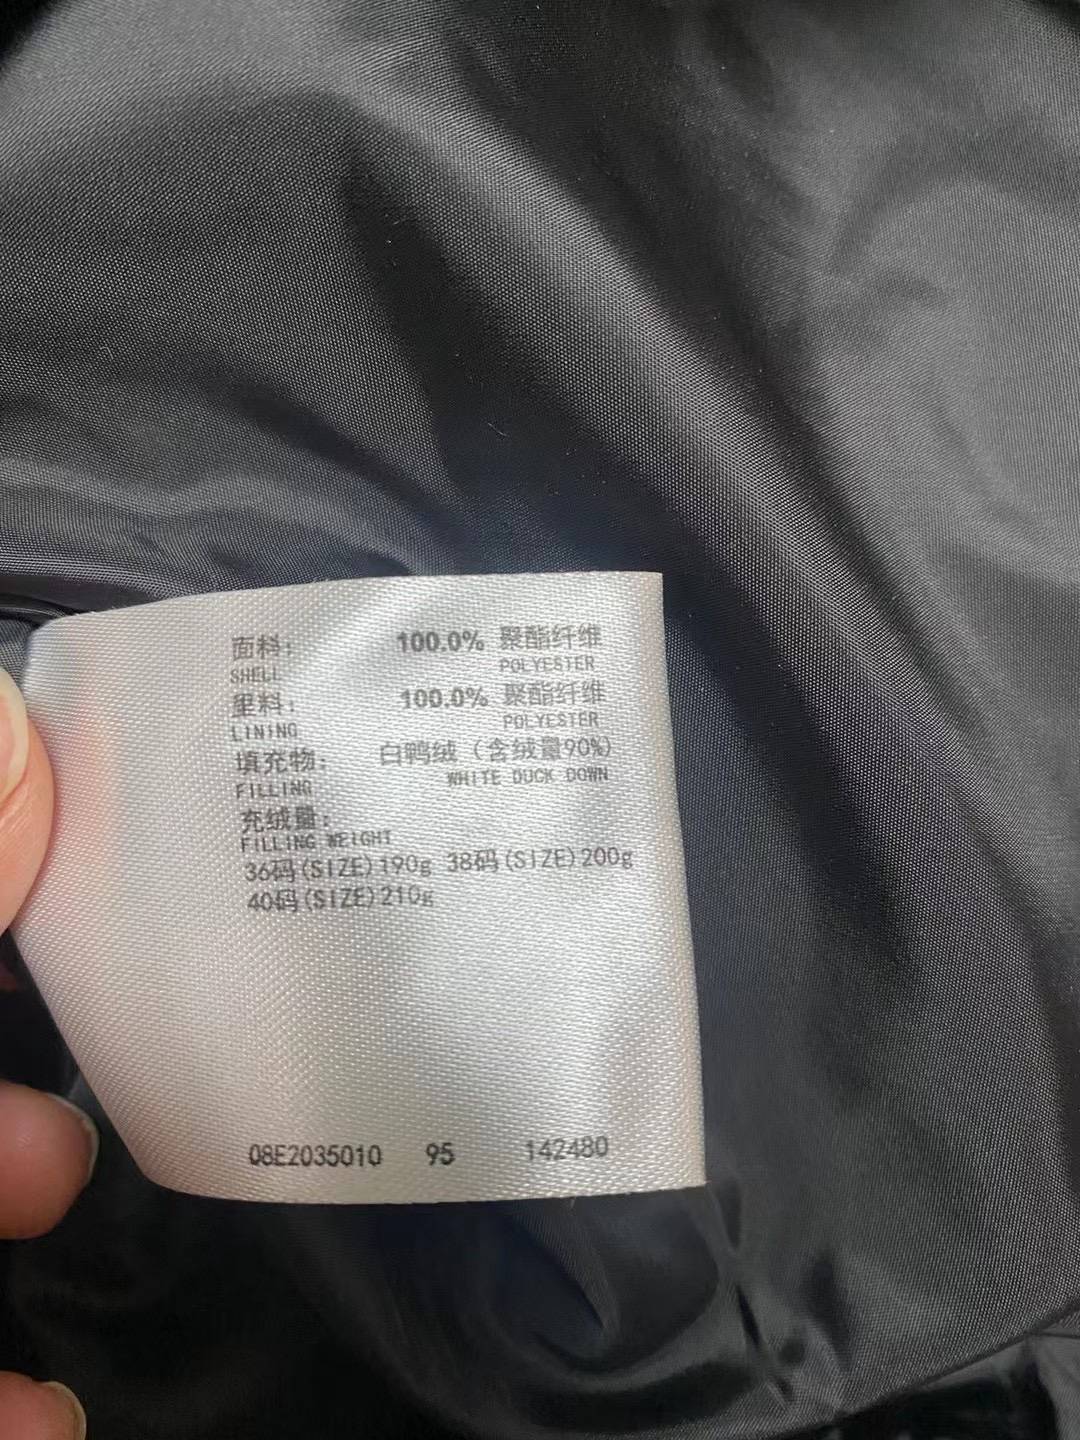 面料： 100.0% 聚酯纤维
SHELL POLYESTER
里料： 100.0% 聚酯纤维
LINING POLYESTER
填充物： 白鸭绒（含绒量90%）
FILLING WHITE DUCK DOWN
充绒量：
FILLING WEIGHT
36码(SIZE)190g 38码(SIZE)200g
40码(SIZE)210g
08E2035010 95 142480